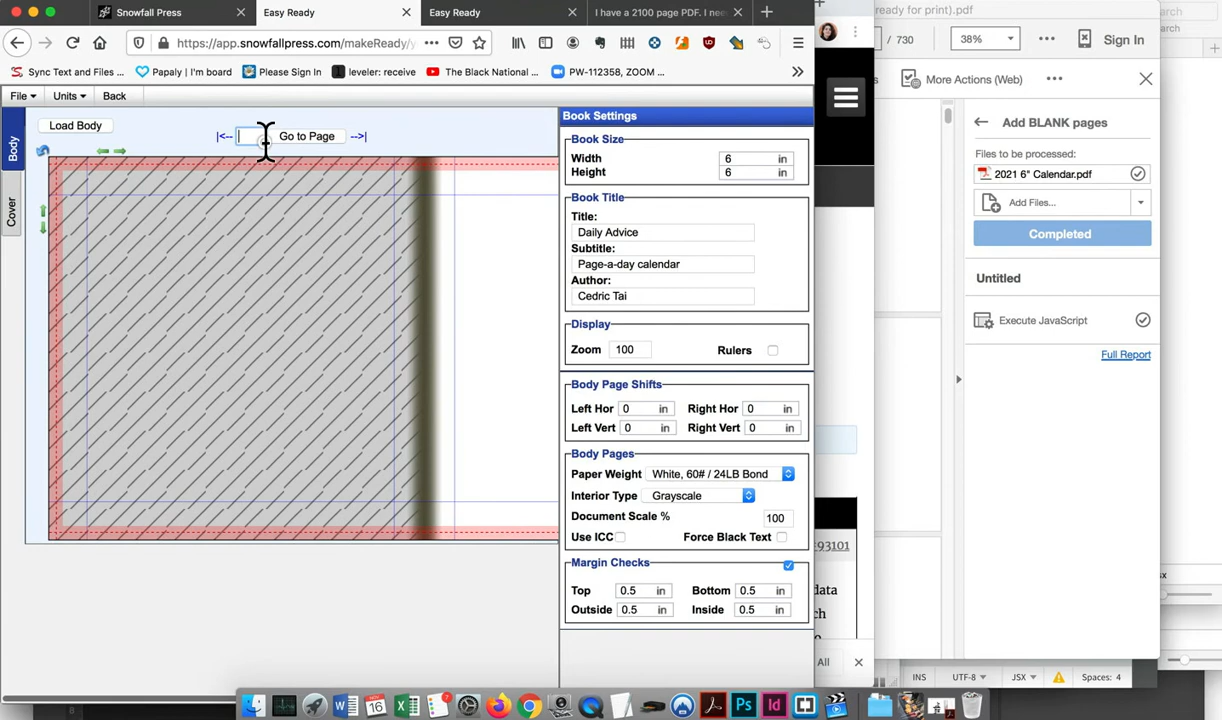 Snowfall Press
Easy Ready
Easy Ready
I have a 2100 page PDF. I nee
https://app.snowfallpress.com/makeReady/
Sync Text and Files ...
Papaly | I'm board
Please Sign In
leveler: receive
The Black National ...
PW-112358, ZOOM ...
File
Units
Back
Load Body
|<--
Go to Page
-->|
Body
Cover
Book Settings
Book Size
Width 6 in
Height 6 in
Book Title
Title:
Daily Advice
Subtitle:
Page-a-day calendar
Author:
Cedric Tai
Display
Zoom 100 Rulers
Body Page Shifts
Left Hor 0 in Right Hor 0 in
Left Vert 0 in Right Vert 0 in
Body Pages
Paper Weight White, 60# / 24LB Bond
Interior Type Grayscale
Document Scale % 100
Use ICC Force Black Text
Margin Checks
Top 0.5 in Bottom 0.5 in
Outside 0.5 in Inside 0.5 in
ready for print).pdf
/ 730
38%
Sign In
More Actions (Web)
Add BLANK pages
Files to be processed:
2021 6" Calendar.pdf
Add Files...
Completed
Untitled
Execute JavaScript
Full Report
93101
data
All
INS UTF-8 JSX Spaces: 4
NOV
16
7
8